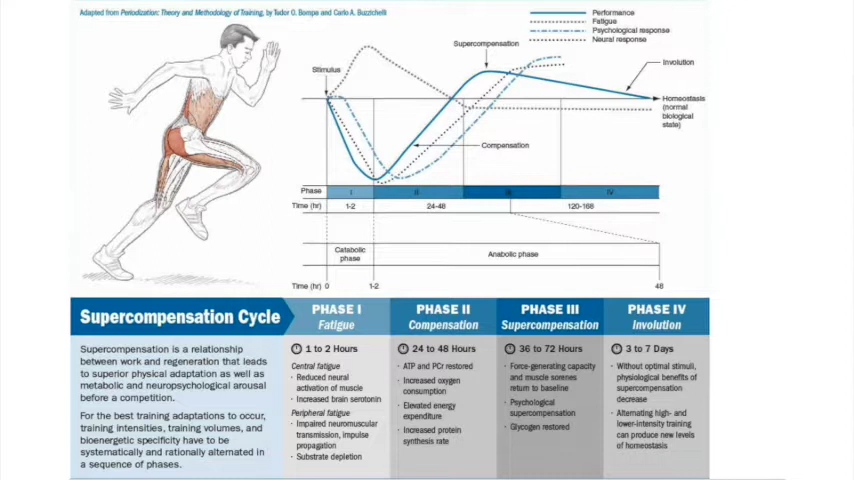 Adapted from Periodization: Theory and Methodology of Training, by Tudor O. Bompa and Carlo A. Buzzichelli
Performance
Fatigue
Psychological response
Neural response
Stimulus
Supercompensation
Involution
Homeostasis
(normal
biological
state)
Compensation
Phase I II III IV
Time (hr) 1-2 24-48 120-168
Catabolic
phase
Anabolic phase
Time (hr) 0 1-2 48
Supercompensation Cycle
Supercompensation is a relationship
between work and regeneration that leads
to superior physical adaptation as well as
metabolic and neuropsychological arousal
before a competition.
For the best training adaptations to occur,
training intensities, training volumes, and
bioenergetic specificity have to be
systematically and rationally alternated in
a sequence of phases.
PHASE I
Fatigue
1 to 2 Hours
Central fatigue
· Reduced neural
activation of muscle
· Increased brain serotonin
Peripheral fatigue
· Impaired neuromuscular
transmission, impulse
propagation
· Substrate depletion
PHASE II
Compensation
24 to 48 Hours
· ATP and PCr restored
· Increased oxygen
consumption
· Elevated energy
expenditure
· Increased protein
synthesis rate
PHASE III
Supercompensation
36 to 72 Hours
· Force-generating capacity
and muscle sorenes
return to baseline
· Psychological
supercompensation
· Glycogen restored
PHASE IV
Involution
3 to 7 Days
· Without optimal stimuli,
physiological benefits of
supercompensation
decrease
· Alternating high- and
lower-intensity training
can produce new levels
of homeostasis